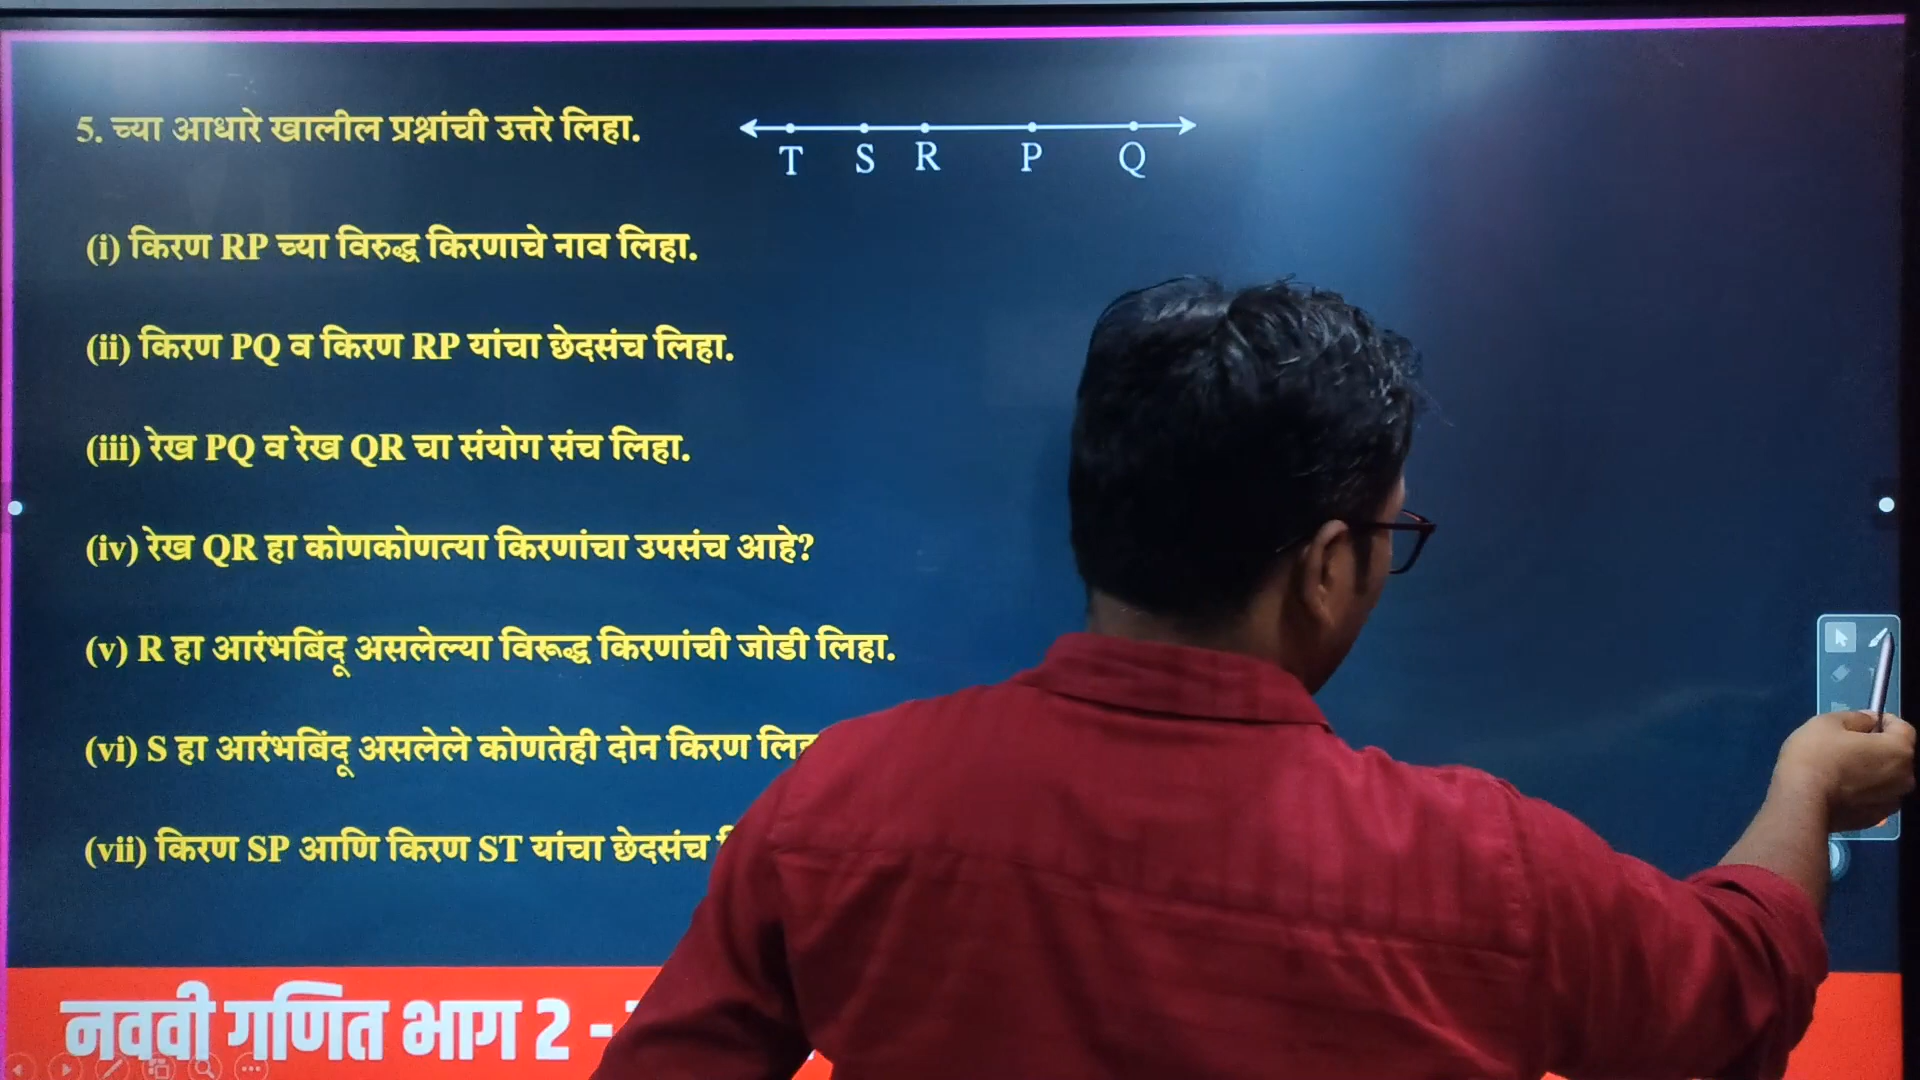 5. च्या आधारे खालील प्रश्नांची उत्तरे लिहा.
T S R P Q
(i) किरण RP च्या विरुद्ध किरणाचे नाव लिहा.
(ii) किरण PQ व किरण RP यांचा छेदसंच लिहा.
(iii) रेख PQ व रेख QR चा संयोग संच लिहा.
(iv) रेख QR हा कोणकोणत्या किरणांचा उपसंच आहे?
(v) R हा आरंभबिंदू असलेल्या विरूद्ध किरणांची जोडी लिहा.
(vi) S हा आरंभबिंदू असलेले कोणतेही दोन किरण
(vii) किरण SP आणि किरण ST यांचा छेदसंच
नववी गणित भाग 2 -